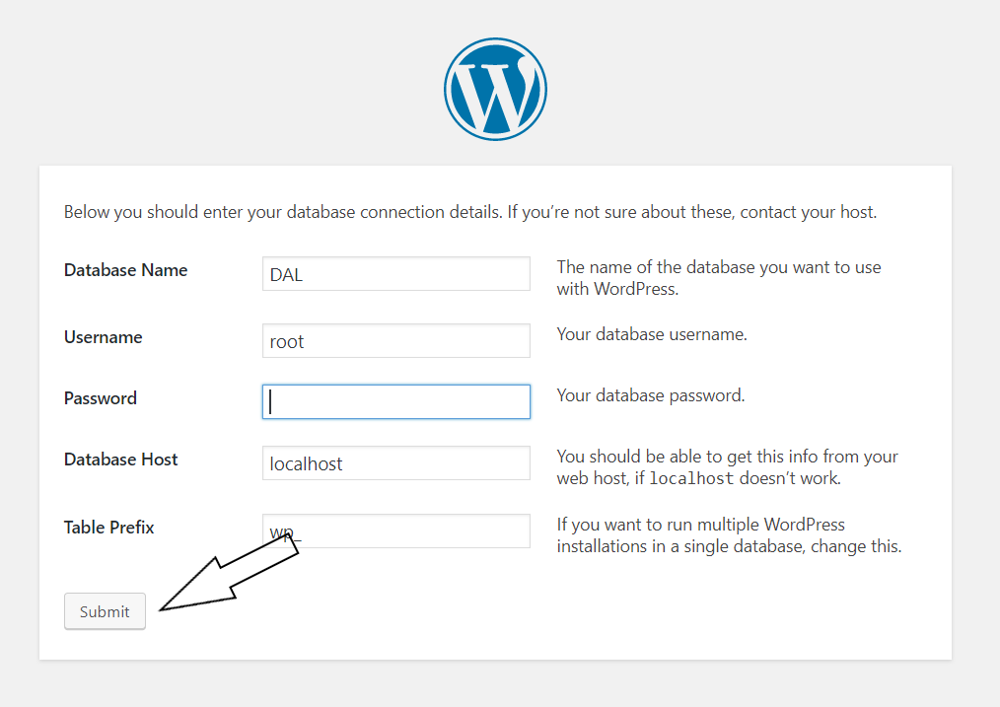 Below you should enter your database connection details. If you’re not sure about these, contact your host.
Database Name
DAL
The name of the database you want to use
with WordPress.
Username
root
Your database username.
Password
Your database password.
Database Host
localhost
You should be able to get this info from your
web host, if localhost doesn’t work.
Table Prefix
wp_
If you want to run multiple WordPress
installations in a single database, change this.
Submit